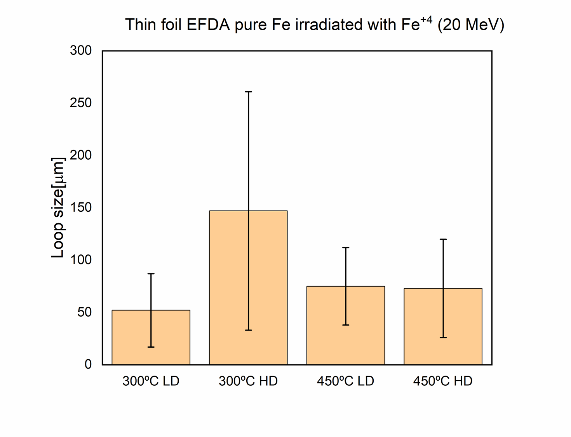 Thin foil EFDA pure Fe irradiated with Fe⁺⁴ (20 MeV)
300
250
200
150
100
50
0
Loop size[μm]
300ºC LD
300ºC HD
450ºC LD
450ºC HD